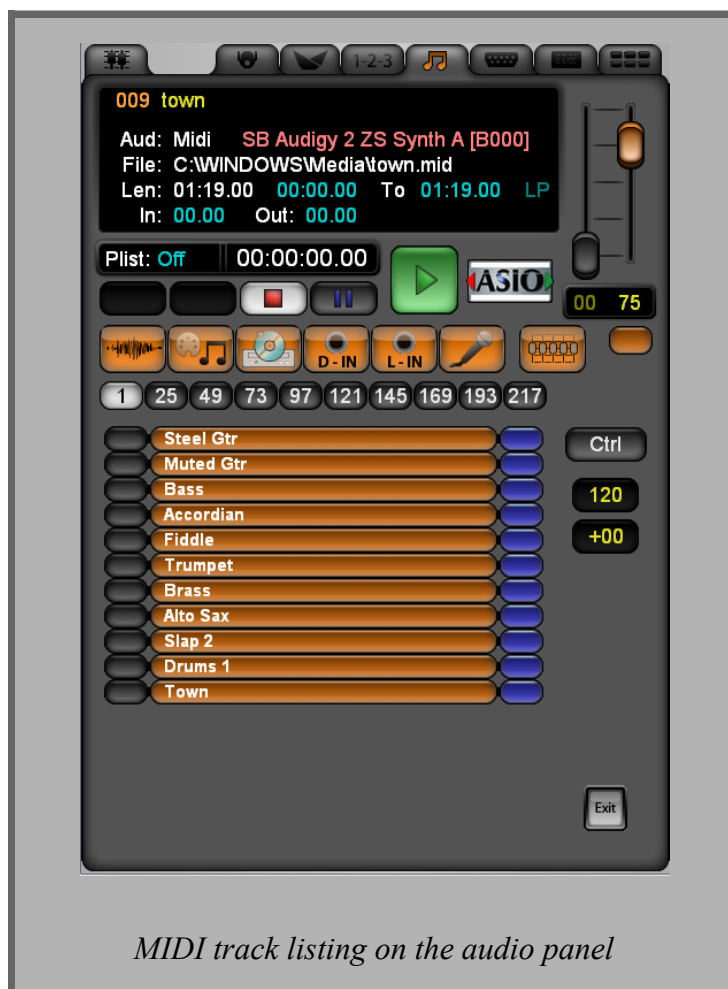 1-2-3
009 town
Aud: Midi SB Audigy 2 ZS Synth A [B000]
File: C:\WINDOWS\Media\town.mid
Len: 01:19.00 00:00.00 To 01:19.00 LP
In: 00.00 Out: 00.00
Plist: Off 00:00:00.00
ASIO
00 75
D-IN L-IN 00000
1 25 49 73 97 121 145 169 193 217
Steel Gtr
Ctrl
Muted Gtr
Bass
120
Accordian
Fiddle
+00
Trumpet
Brass
Alto Sax
Slap 2
Drums 1
Town
Exit
MIDI track listing on the audio panel